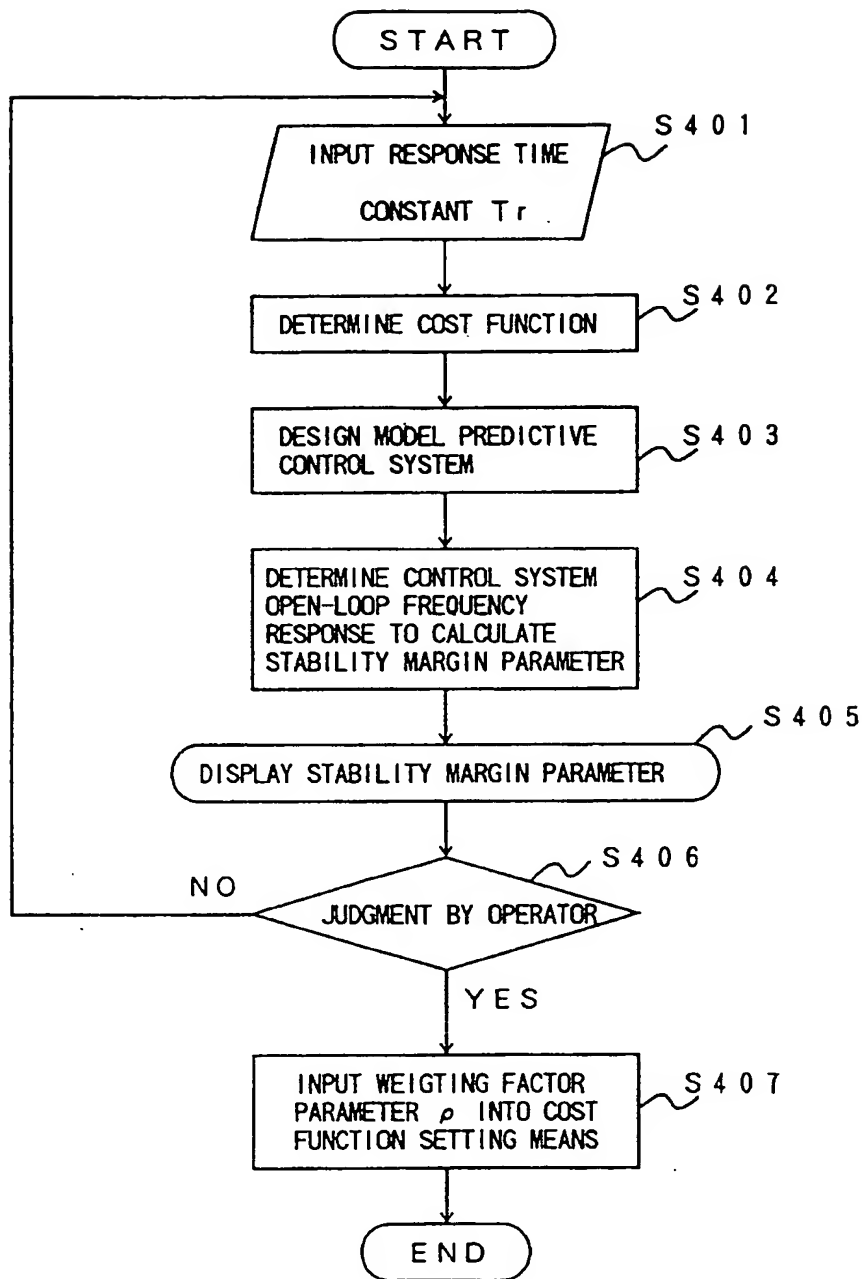 START
S401
INPUT RESPONSE TIME
CONSTANT Tr
S402
DETERMINE COST FUNCTION
S403
DESIGN MODEL PREDICTIVE
CONTROL SYSTEM
S404
DETERMINE CONTROL SYSTEM
OPEN-LOOP FREQUENCY
RESPONSE TO CALCULATE
STABILITY MARGIN PARAMETER
S405
DISPLAY STABILITY MARGIN PARAMETER
S406
NO
JUDGMENT BY OPERATOR
YES
S407
INPUT WEIGTING FACTOR
PARAMETER ρ INTO COST
FUNCTION SETTING MEANS
END